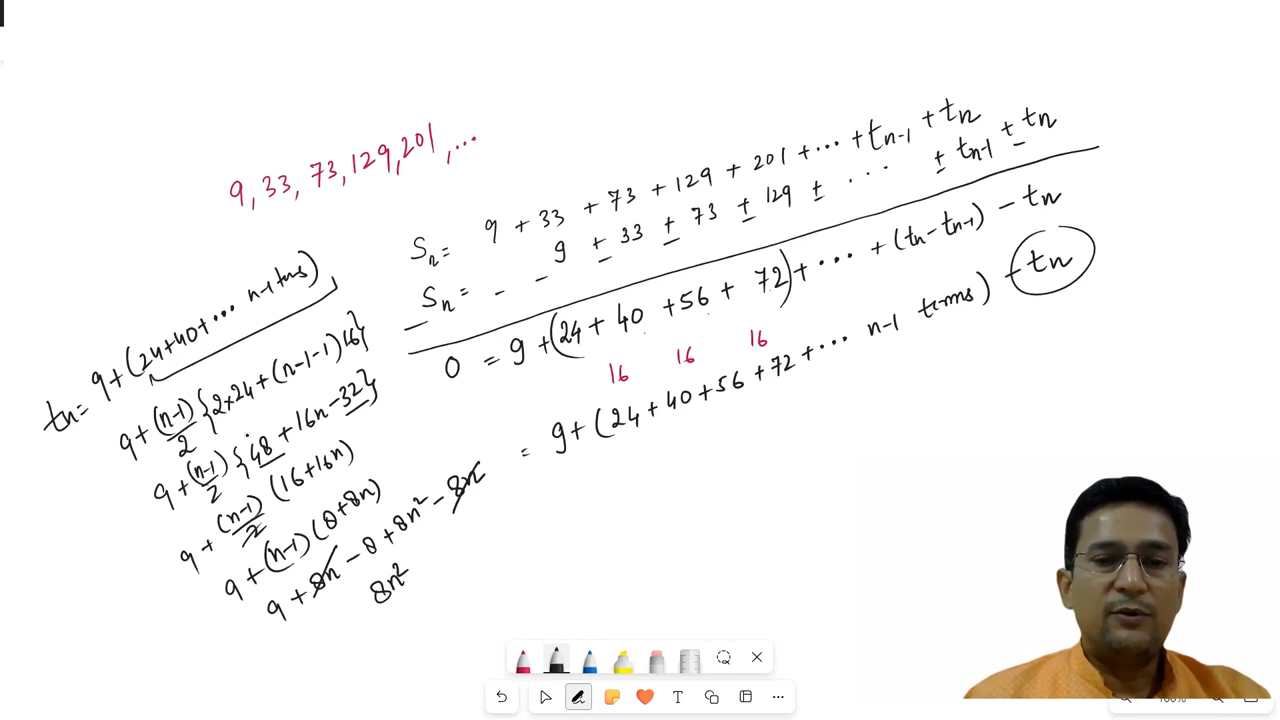 9, 33, 73, 129, 201, ...
Sn = 9 + 33 + 73 + 129 + 201 + ... + tn-1 + tn
Sn = - - 9 ± 33 ± 73 ± 129 ± ... ± tn-1 ± tn
0 = 9 + (24 + 40 + 56 + 72) + ... + (tn - tn-1) - tn
16 16 16
= 9 + (24 + 40 + 56 + 72 + ... n-1 terms) - tn
tn = 9 + (24+40+... n-1 tms)
9 + (n-1)/2 {2×24 + (n-1-1)16}
9 + (n-1)/2 {48 + 16n - 32}
9 + (n-1)/2 (16+16n)
9 + (n-1) (8+8n)
9 + 8n - 8 + 8n² - 8n
8n²
T
100%